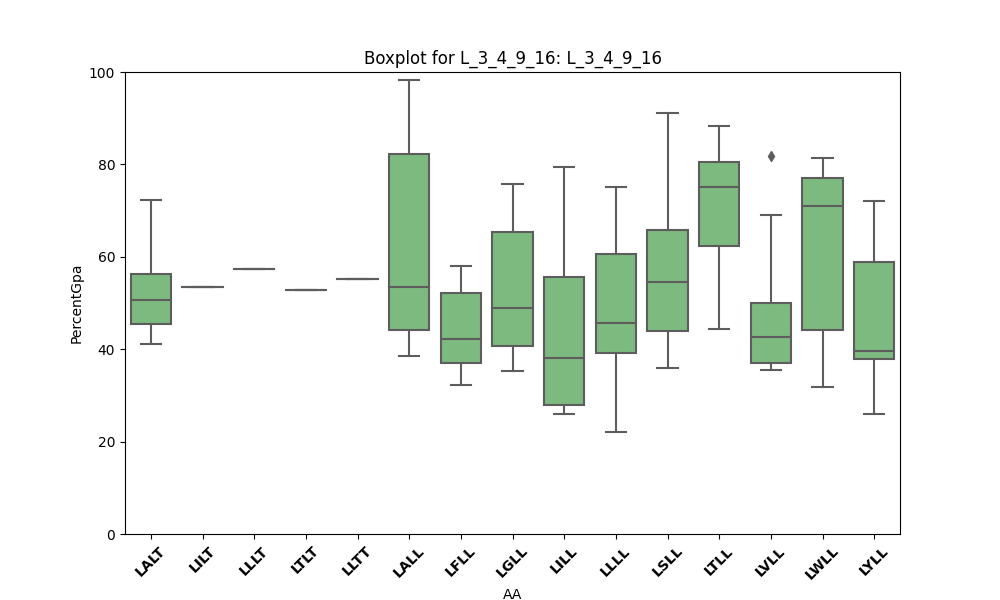 Boxplot for L_3_4_9_16: L_3_4_9_16
PercentGpa
100
80
60
40
20
0
LALT LILT LLLT LTLT LLTT LALL LFLL LGLL LILL LLLL LSLL LTLL LVLL LWLL LYLL
AA